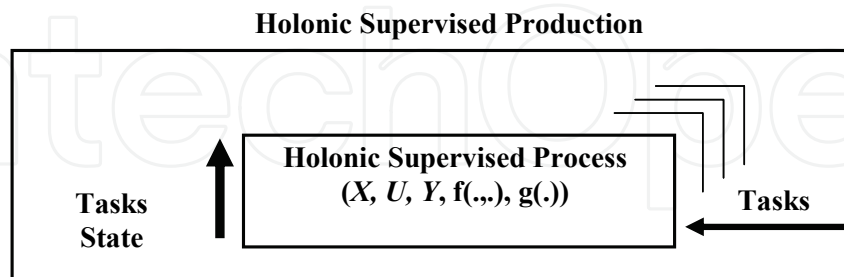 Holonic Supervised Production
Holonic Supervised Process
(X, U, Y, f(.,.), g(.))
Tasks
State
Tasks